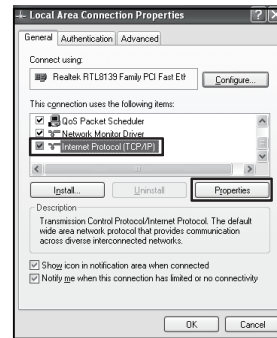 Local Area Connection Properties
General Authentication Advanced
Connect using:
Realtek RTL8139 Family PCI Fast Eth
Configure...
This connection uses the following items:
QoS Packet Scheduler
Network Monitor Driver
Internet Protocol (TCP/IP)
Install... Uninstall Properties
Description
Transmission Control Protocol/Internet Protocol. The default
wide area network protocol that provides communication
across diverse interconnected networks.
Show icon in notification area when connected
Notify me when this connection has limited or no connectivity
OK Cancel